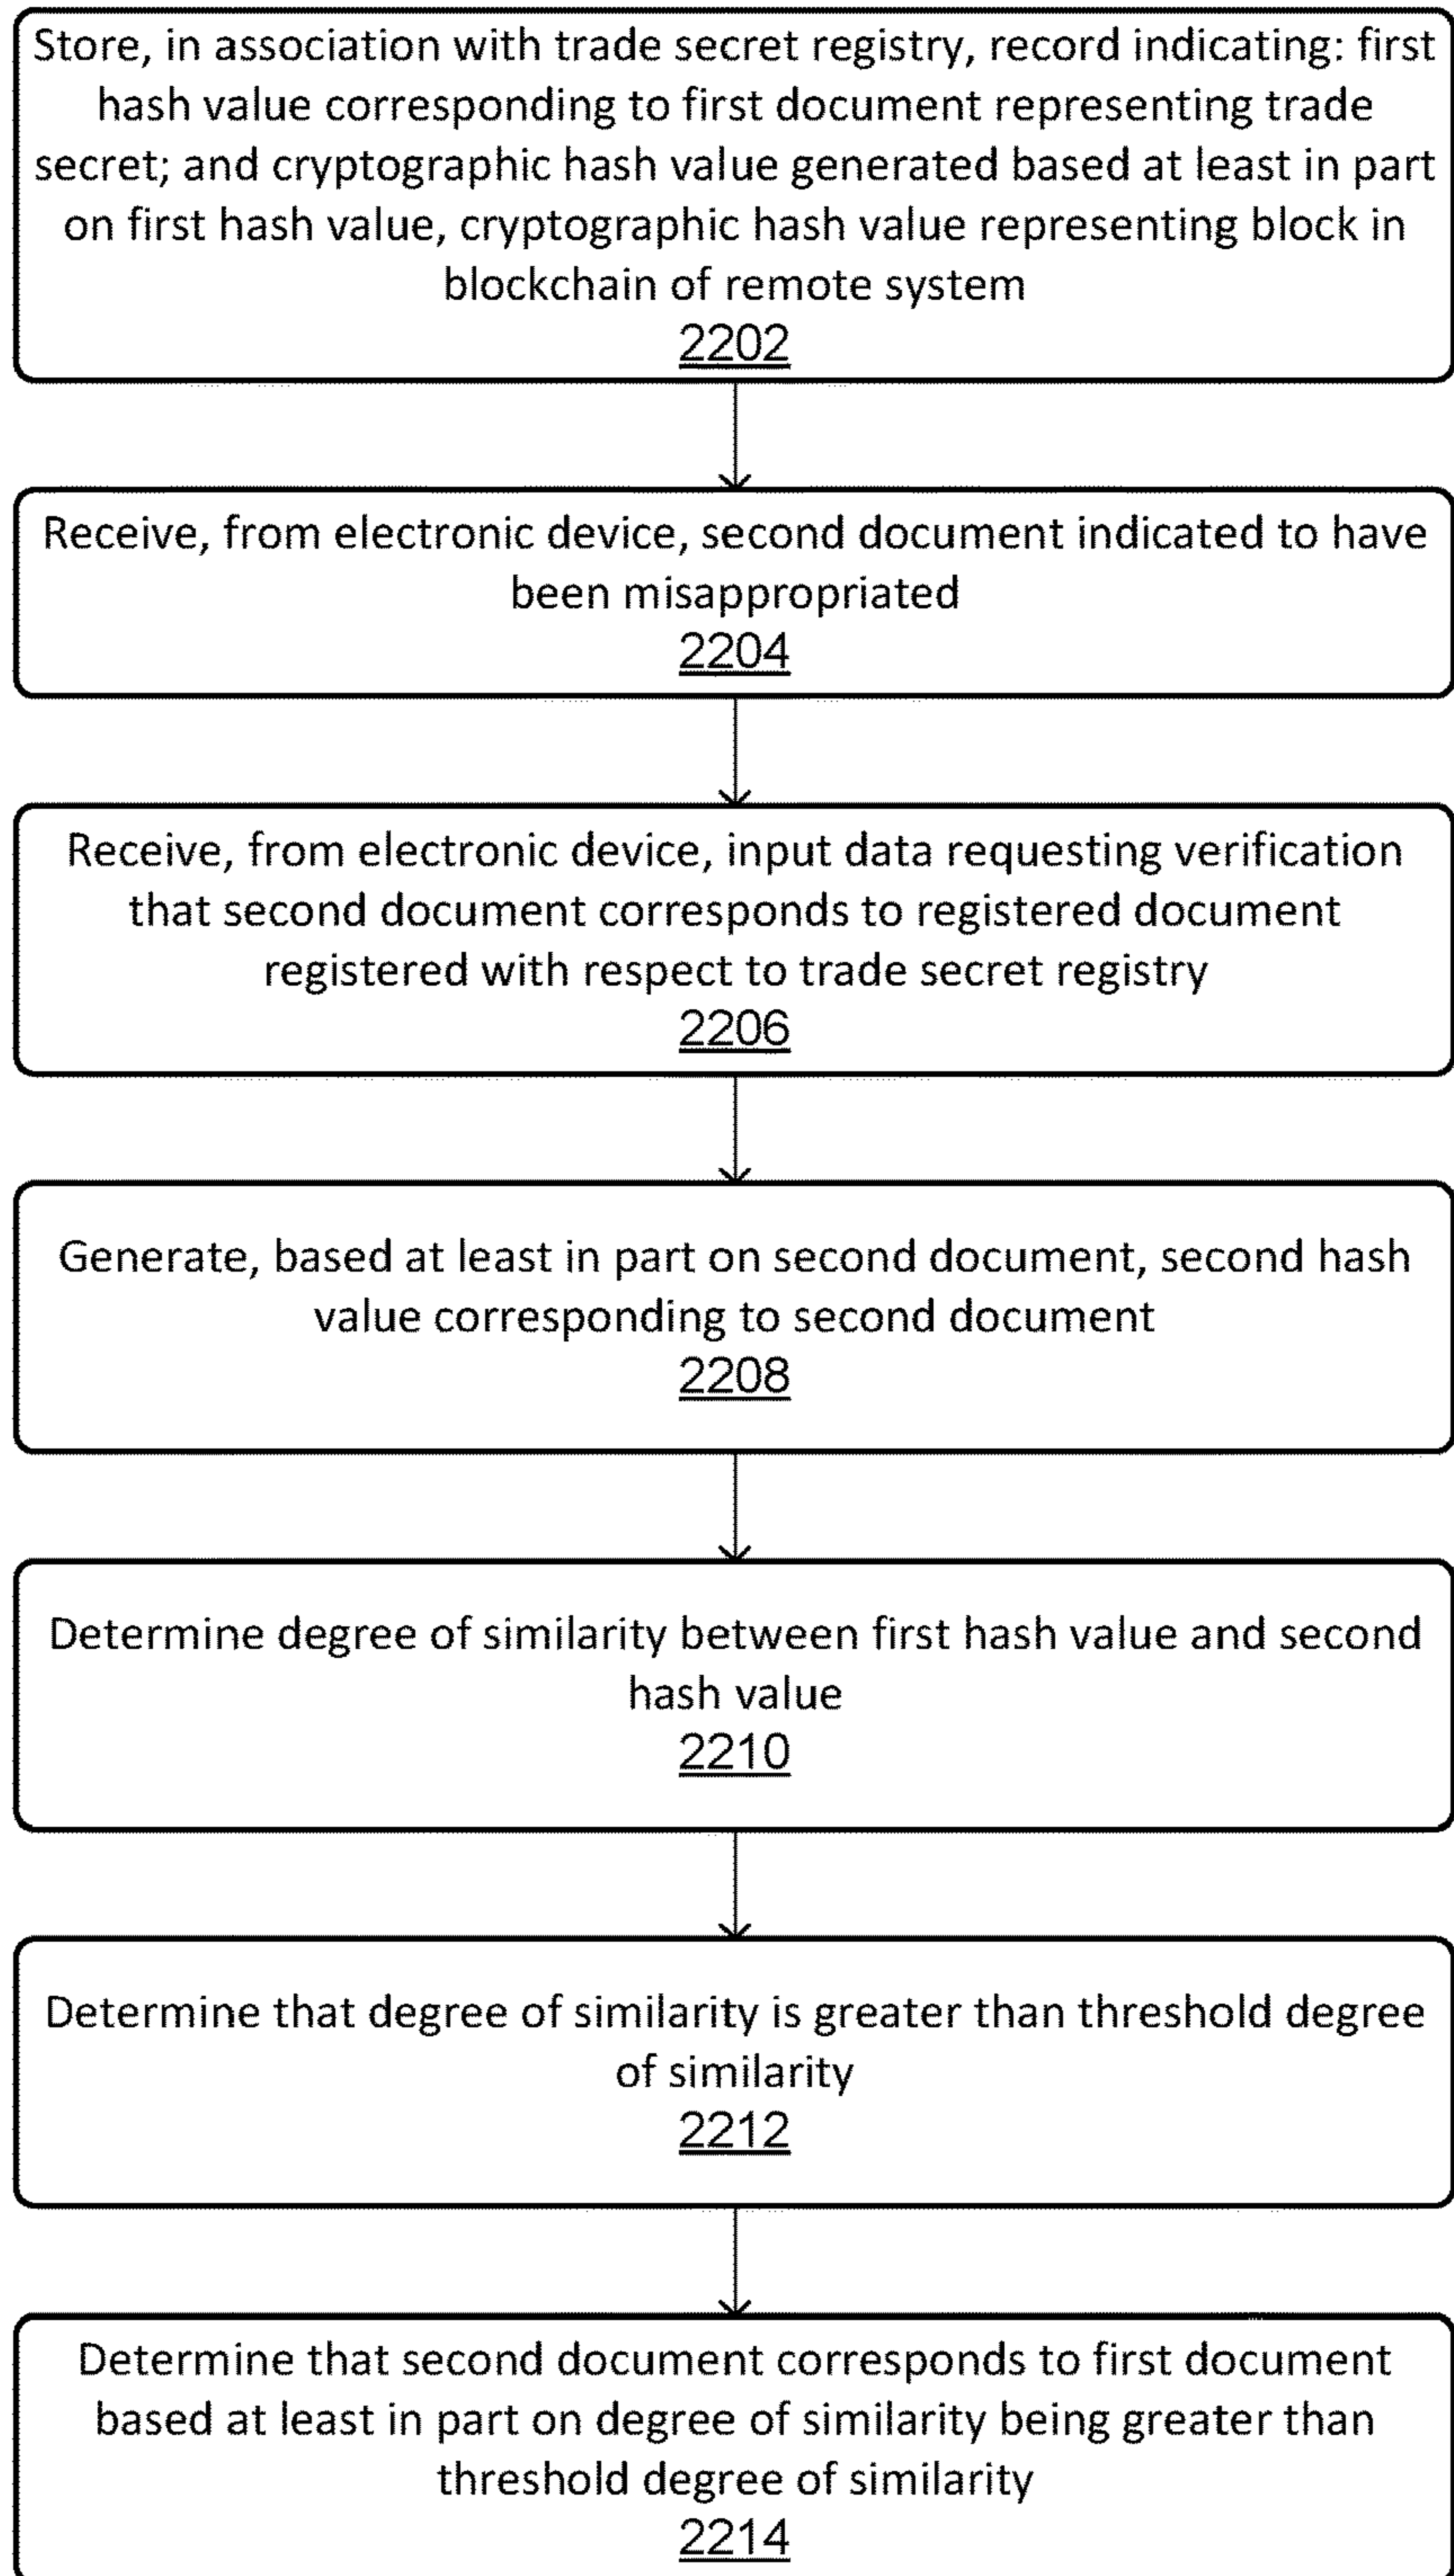 Store, in association with trade secret registry, record indicating: first
hash value corresponding to first document representing trade
secret; and cryptographic hash value generated based at least in part
on first hash value, cryptographic hash value representing block in
blockchain of remote system
2202
Receive, from electronic device, second document indicated to have
been misappropriated
2204
Receive, from electronic device, input data requesting verification
that second document corresponds to registered document
registered with respect to trade secret registry
2206
Generate, based at least in part on second document, second hash
value corresponding to second document
2208
Determine degree of similarity between first hash value and second
hash value
2210
Determine that degree of similarity is greater than threshold degree
of similarity
2212
Determine that second document corresponds to first document
based at least in part on degree of similarity being greater than
threshold degree of similarity
2214